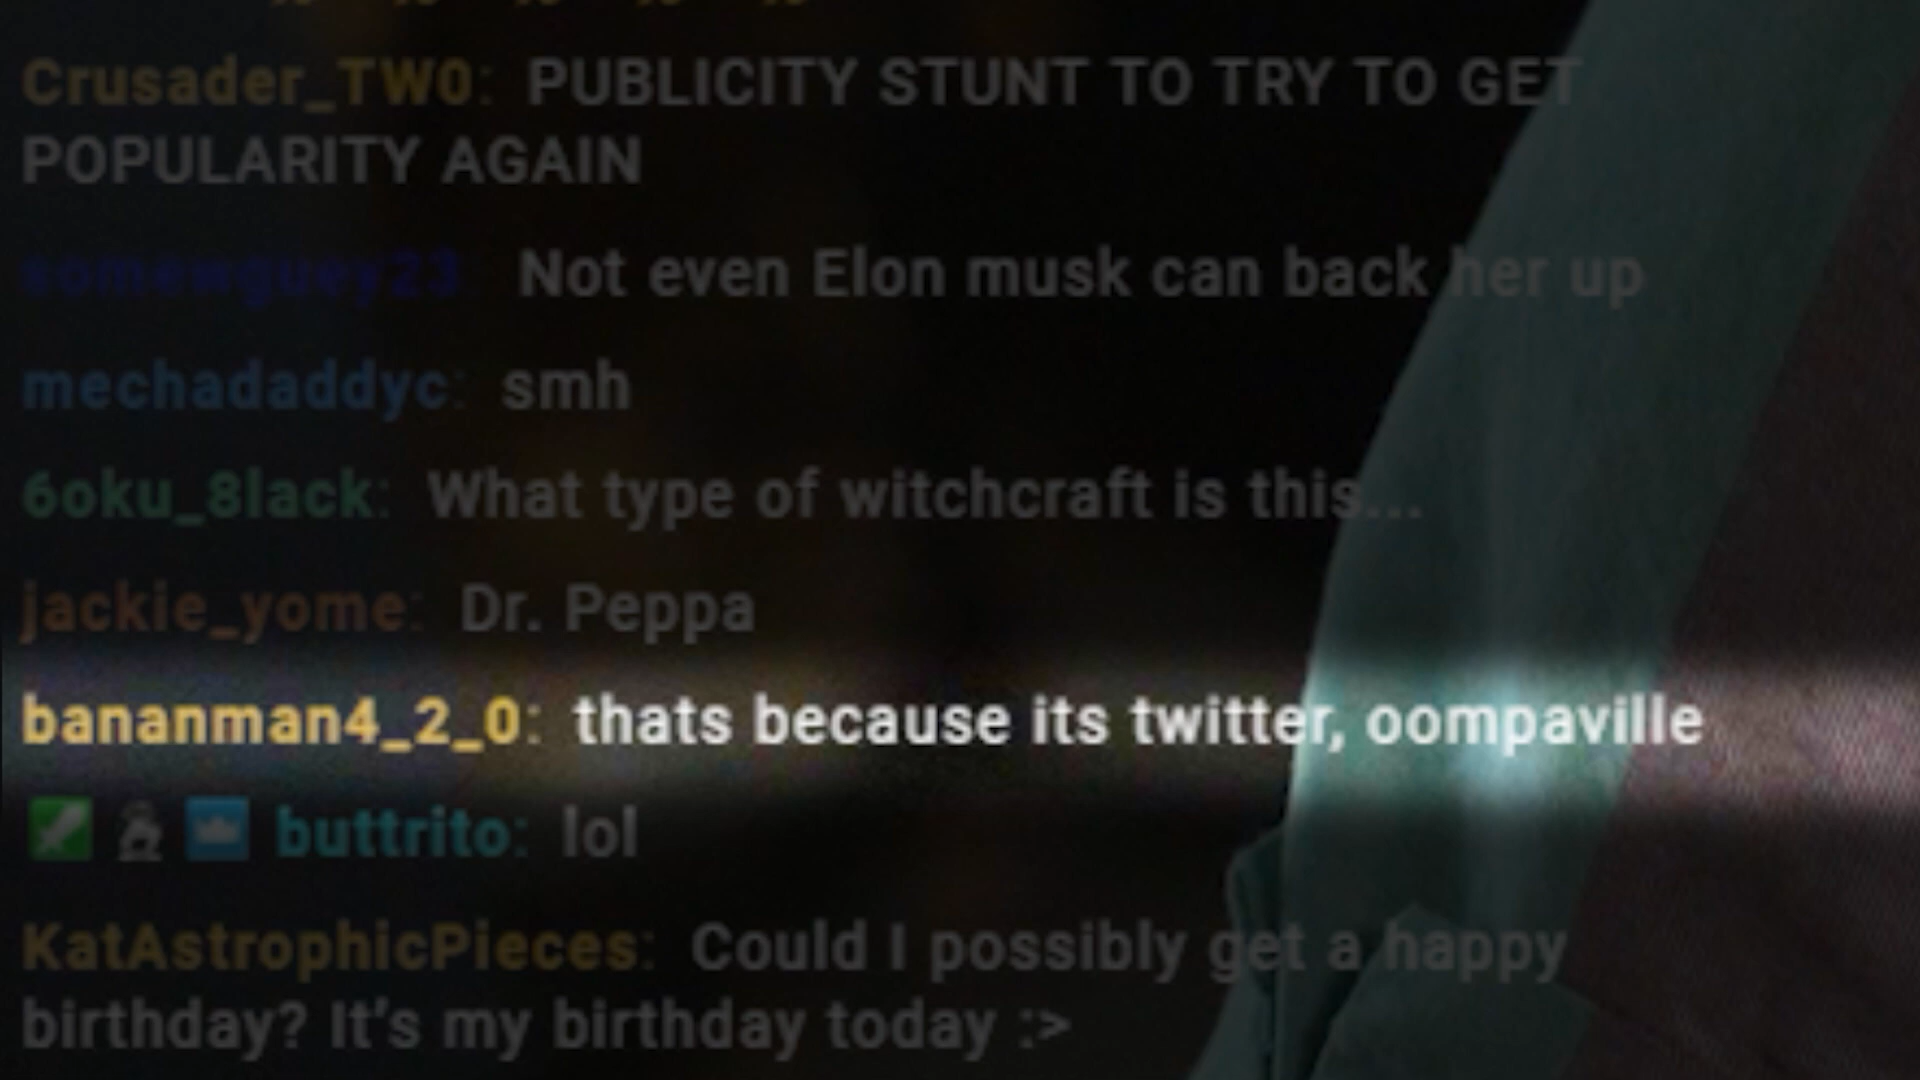 Crusader_TW0: PUBLICITY STUNT TO TRY TO GET
POPULARITY AGAIN
somewguey23: Not even Elon musk can back her up
mechadaddyc: smh
6oku_8lack: What type of witchcraft is this...
jackie_yome: Dr. Peppa
bananman4_2_0: thats because its twitter, oompaville
buttrito: lol
KatAstrophicPieces: Could I possibly get a happy
birthday? It's my birthday today :>